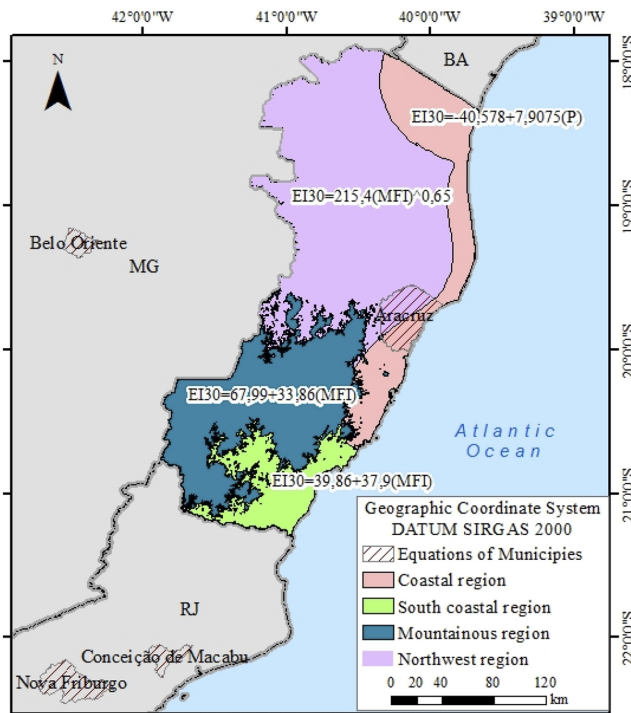 42°0'0"W
41°0'0"W
40°0'0"W
39°0'0"W
N
BA
18°0'0"S
EI30=-40,578+7,9075(P)
EI30=215,4(MFI)^0,65
19°0'0"S
Belo Oriente
MG
Aracruz
20°0'0"S
EI30=67,99+33,86(MFI)
Atlantic
Ocean
EI30=39,86+37,9(MFI)
21°0'0"S
Geographic Coordinate System
DATUM SIRGAS 2000
Equations of Municipies
Coastal region
South coastal region
Mountainous region
Northwest region
0 20 40 80 120
km
RJ
22°0'0"S
Conceição de Macabu
Nova Friburgo